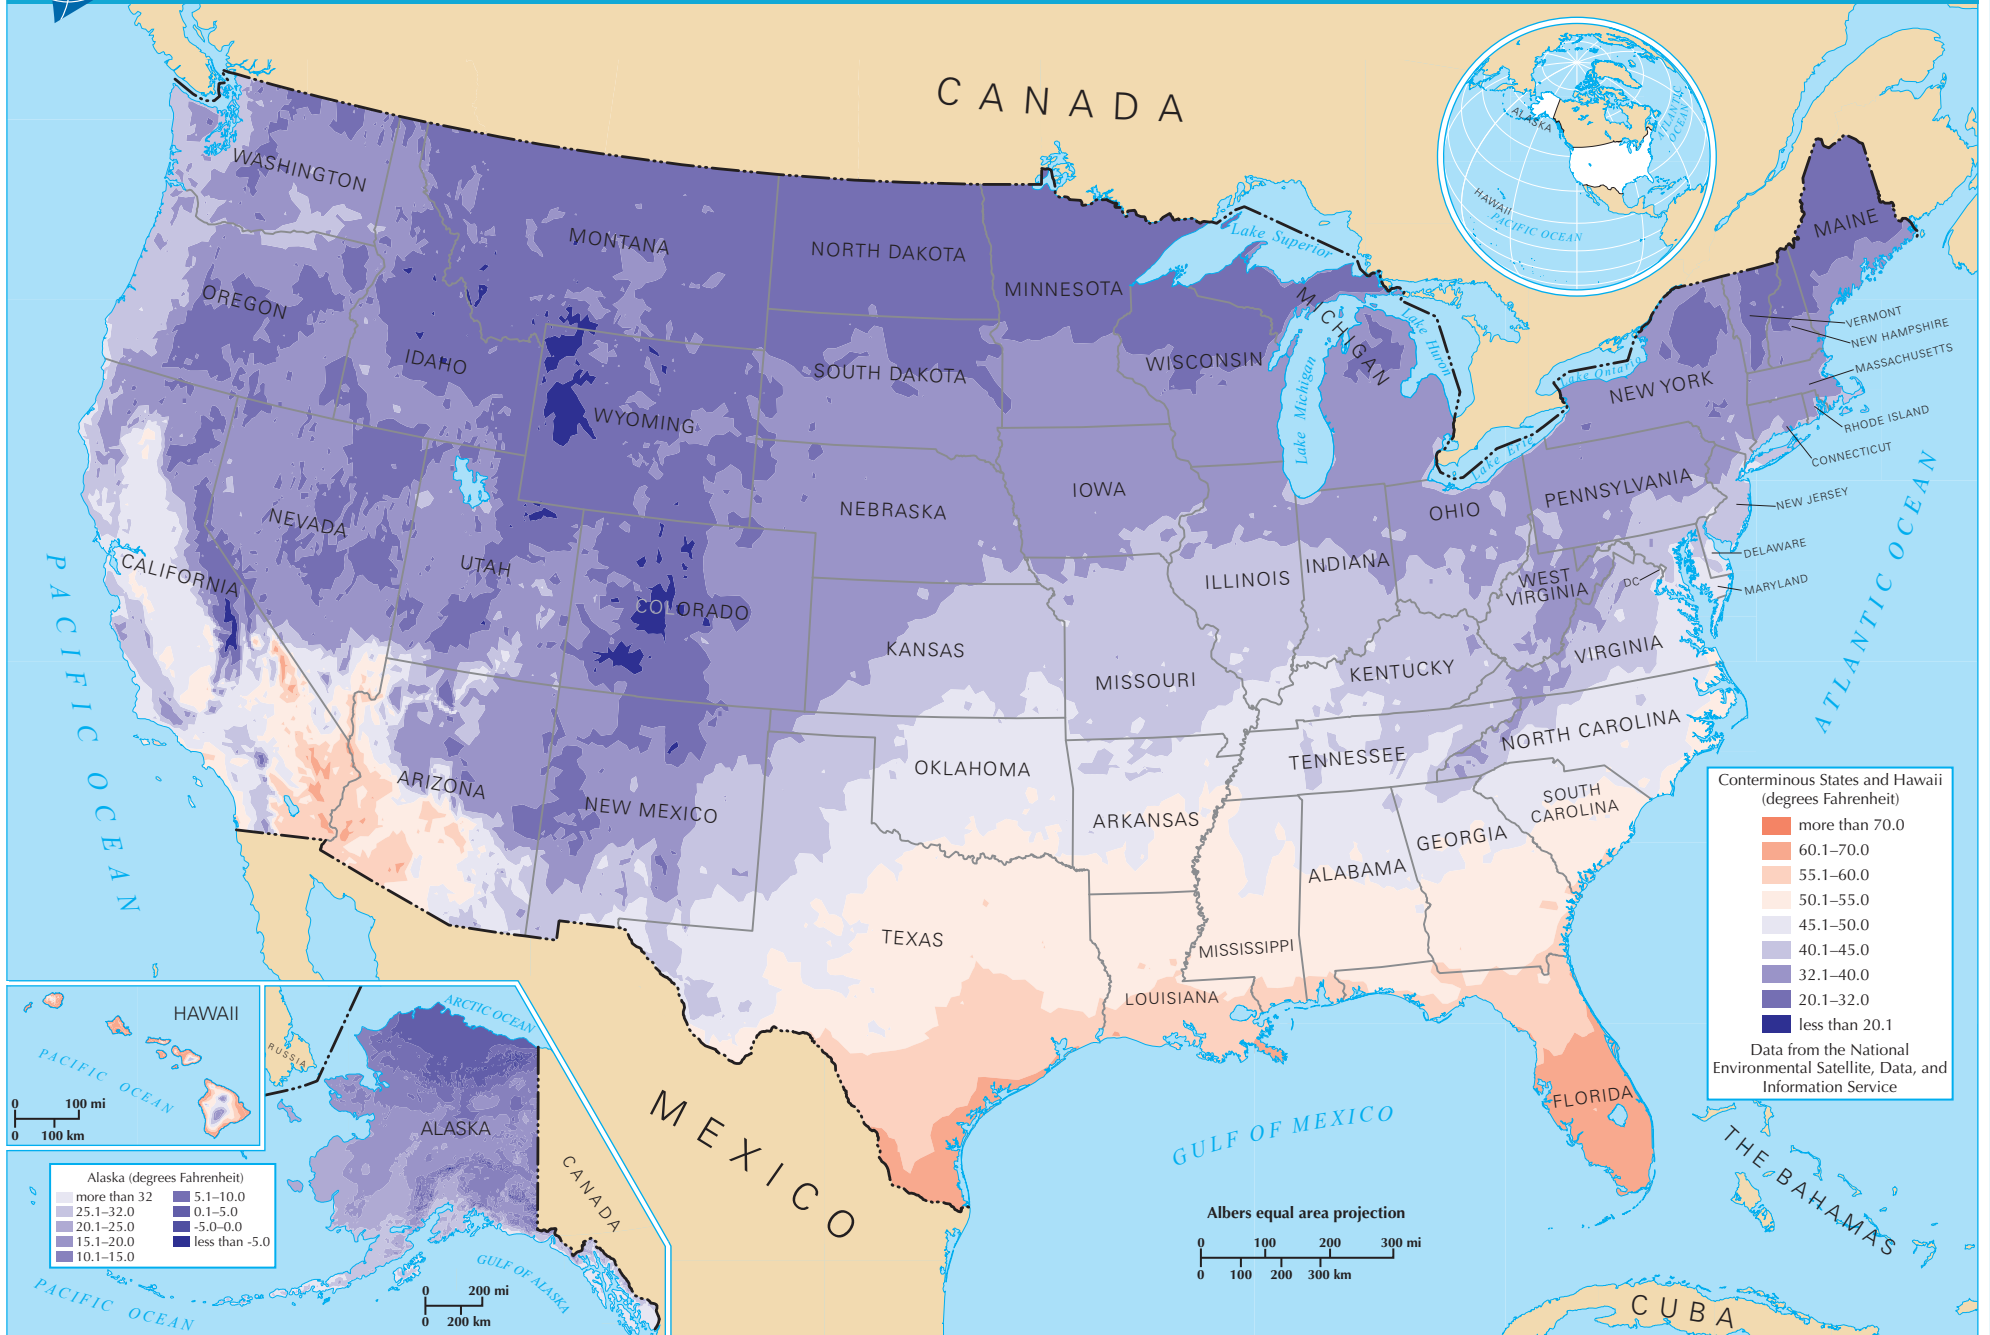 CANADA
ALASKA
ATLANTIC
OCEAN
HAWAII
PACIFIC OCEAN
WASHINGTON
MONTANA
NORTH DAKOTA
MINNESOTA
Lake Superior
MICHIGAN
Lake Huron
Lake Michigan
Lake Ontario
Lake Erie
MAINE
VERMONT
NEW HAMPSHIRE
MASSACHUSETTS
RHODE ISLAND
CONNECTICUT
NEW JERSEY
DELAWARE
MARYLAND
OREGON
IDAHO
WYOMING
SOUTH DAKOTA
WISCONSIN
NEW YORK
NEVADA
UTAH
COLORADO
NEBRASKA
IOWA
ILLINOIS
INDIANA
OHIO
PENNSYLVANIA
WEST
VIRGINIA
DC
VIRGINIA
CALIFORNIA
KANSAS
MISSOURI
KENTUCKY
ARIZONA
NEW MEXICO
OKLAHOMA
ARKANSAS
TENNESSEE
NORTH CAROLINA
SOUTH
CAROLINA
TEXAS
LOUISIANA
MISSISSIPPI
ALABAMA
GEORGIA
FLORIDA
PACIFIC OCEAN
ATLANTIC OCEAN
GULF OF MEXICO
MEXICO
THE BAHAMAS
CUBA
Conterminous States and Hawaii
(degrees Fahrenheit)
more than 70.0
60.1–70.0
55.1–60.0
50.1–55.0
45.1–50.0
40.1–45.0
32.1–40.0
20.1–32.0
less than 20.1
Data from the National
Environmental Satellite, Data, and
Information Service
HAWAII
PACIFIC OCEAN
0 100 mi
0 100 km
ARCTIC OCEAN
RUSSIA
ALASKA
CANADA
GULF OF ALASKA
PACIFIC OCEAN
0 200 mi
0 200 km
Alaska (degrees Fahrenheit)
more than 32
25.1–32.0
20.1–25.0
15.1–20.0
10.1–15.0
5.1–10.0
0.1–5.0
-5.0–0.0
less than -5.0
Albers equal area projection
0 100 200 300 mi
0 100 200 300 km